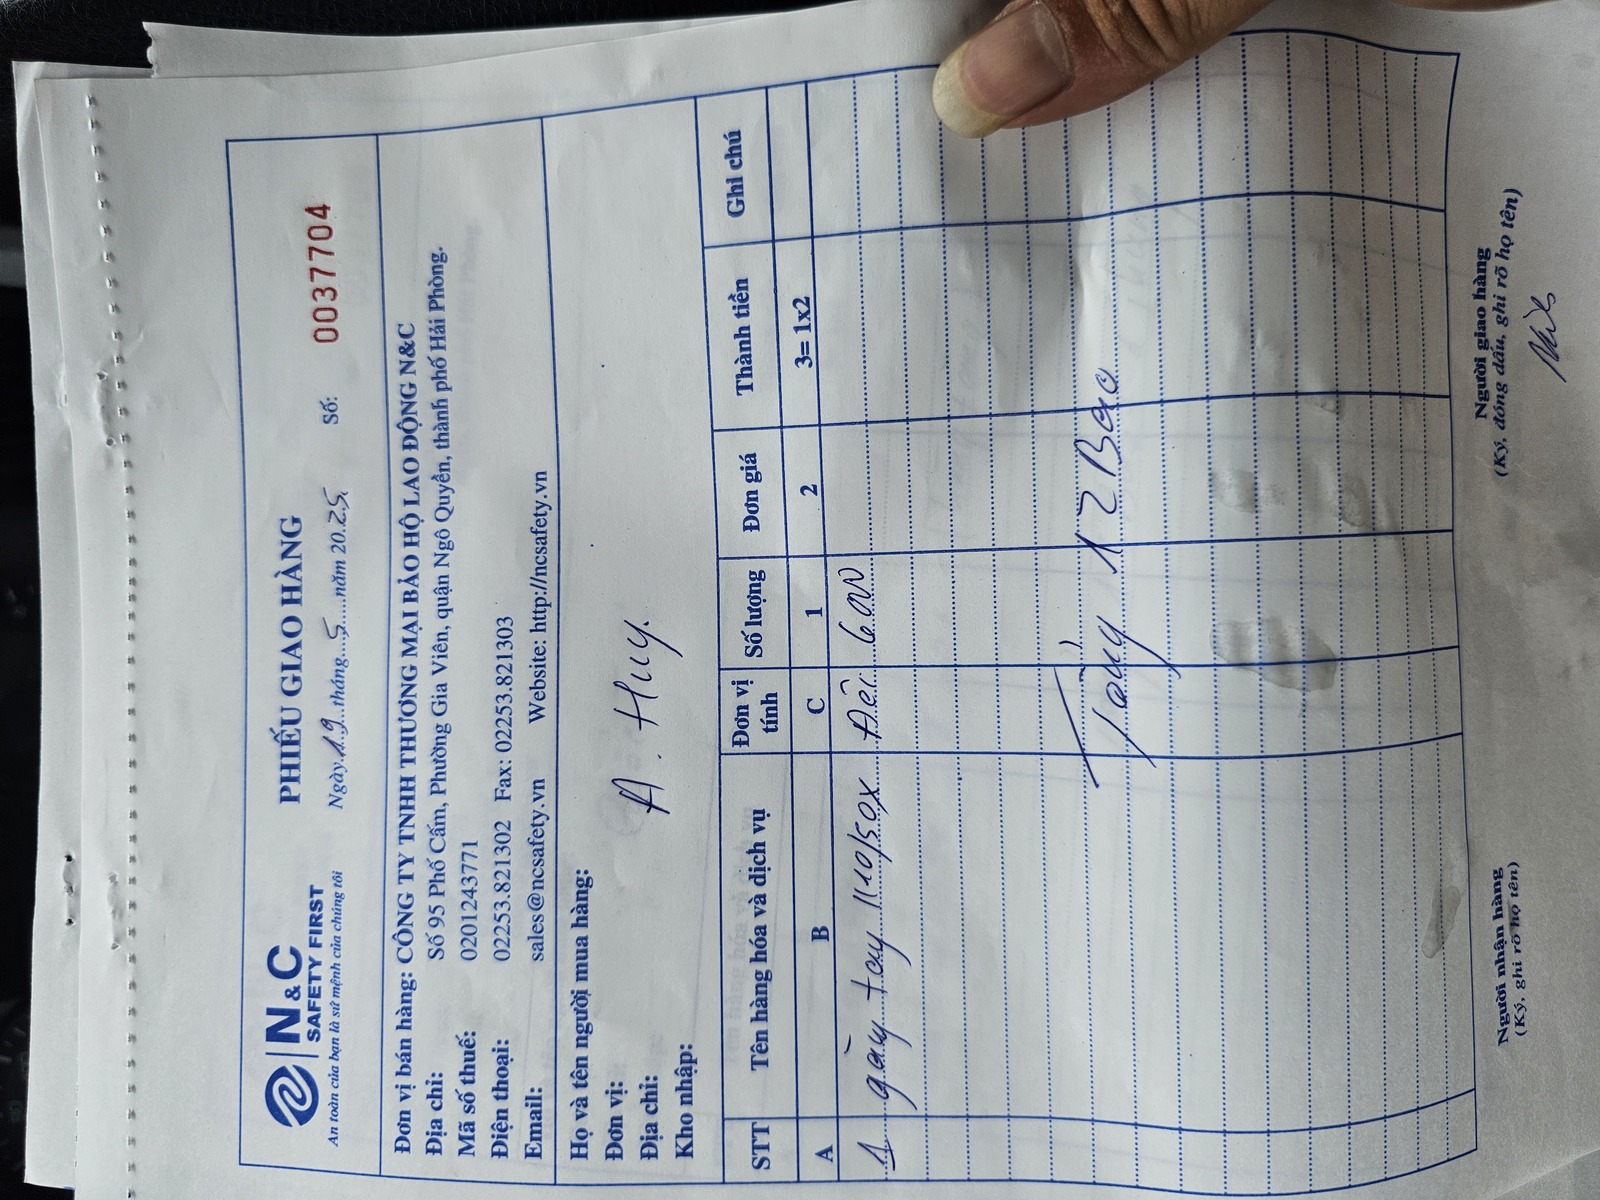 N&C
SAFETY FIRST
An toàn của bạn là sứ mệnh của chúng tôi
PHIẾU GIAO HÀNG
Ngày 19 tháng 5 năm 2025
Số: 0037704
Đơn vị bán hàng: CÔNG TY TNHH THƯƠNG MẠI BẢO HỘ LAO ĐỘNG N&C
Địa chỉ: Số 95 Phố Cấm, Phường Gia Viên, quận Ngô Quyền, thành phố Hải Phòng.
Mã số thuế: 0201243771
Điện thoại: 02253.821302 Fax: 02253.821303
Email: sales@ncsafety.vn Website: http://ncsafety.vn
Họ và tên người mua hàng:
Đơn vị: A. Huy.
Địa chỉ:
Kho nhập:
STT Tên hàng hóa và dịch vụ Đơn vị tính Số lượng Đơn giá Thành tiền Ghi chú
A B C 1 2 3= 1x2
1 găng tay 1110/50X Đôi 600
Tổng 12 Bao
Người nhận hàng
(Ký, ghi rõ họ tên)
Người giao hàng
(Ký, đóng dấu, ghi rõ họ tên)